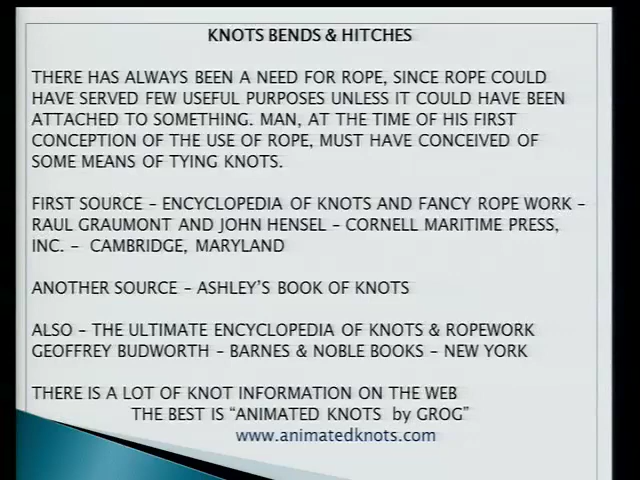 KNOTS BENDS & HITCHES
THERE HAS ALWAYS BEEN A NEED FOR ROPE, SINCE ROPE COULD
HAVE SERVED FEW USEFUL PURPOSES UNLESS IT COULD HAVE BEEN
ATTACHED TO SOMETHING. MAN, AT THE TIME OF HIS FIRST
CONCEPTION OF THE USE OF ROPE, MUST HAVE CONCEIVED OF
SOME MEANS OF TYING KNOTS.
FIRST SOURCE – ENCYCLOPEDIA OF KNOTS AND FANCY ROPE WORK –
RAUL GRAUMONT AND JOHN HENSEL – CORNELL MARITIME PRESS,
INC. – CAMBRIDGE, MARYLAND
ANOTHER SOURCE – ASHLEY'S BOOK OF KNOTS
ALSO – THE ULTIMATE ENCYCLOPEDIA OF KNOTS & ROPEWORK
GEOFFREY BUDWORTH – BARNES & NOBLE BOOKS – NEW YORK
THERE IS A LOT OF KNOT INFORMATION ON THE WEB
THE BEST IS "ANIMATED KNOTS by GROG"
www.animatedknots.com